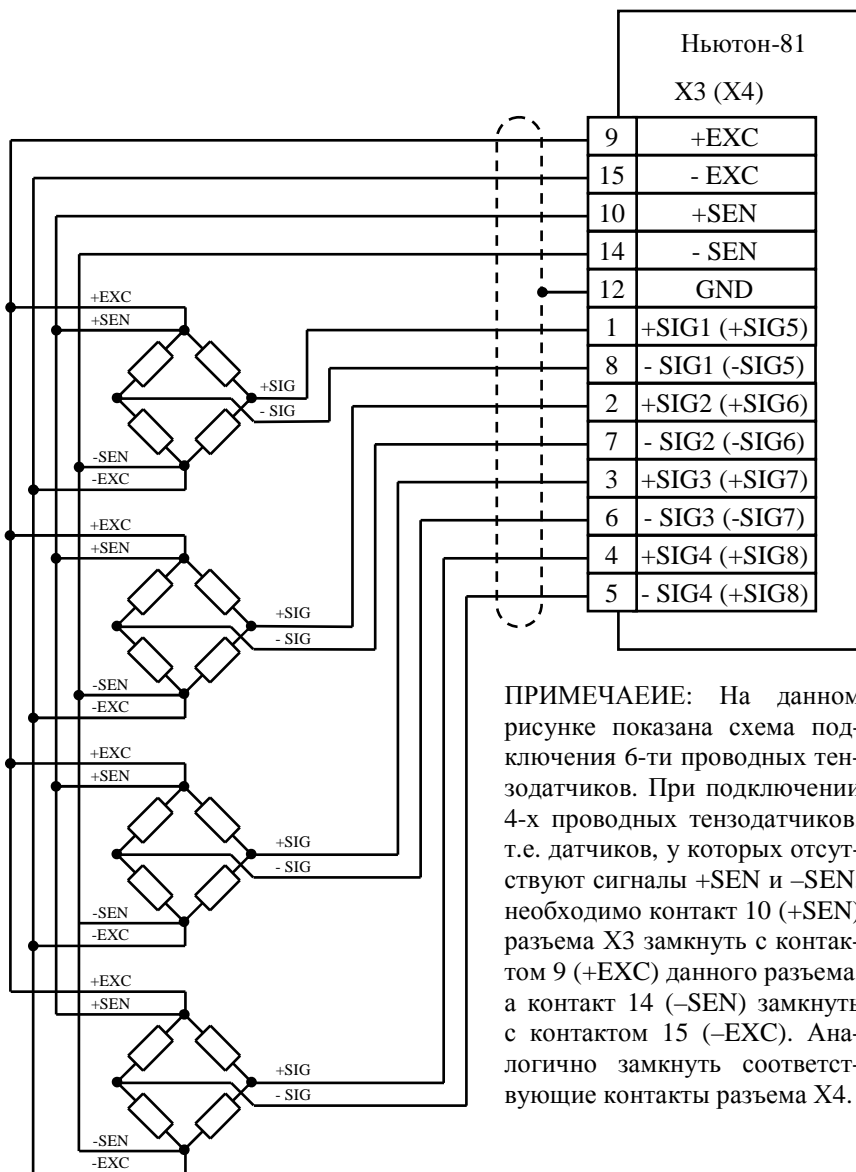 Ньютон-81
X3 (X4)
9 +EXC
15 - EXC
10 +SEN
14 - SEN
12 GND
1 +SIG1 (+SIG5)
8 - SIG1 (-SIG5)
2 +SIG2 (+SIG6)
7 - SIG2 (-SIG6)
3 +SIG3 (+SIG7)
6 - SIG3 (-SIG7)
4 +SIG4 (+SIG8)
5 - SIG4 (+SIG8)
+EXC
+SEN
+SIG
- SIG
-SEN
-EXC
+EXC
+SEN
+SIG
- SIG
-SEN
-EXC
+EXC
+SEN
+SIG
- SIG
-SEN
-EXC
+EXC
+SEN
+SIG
- SIG
-SEN
-EXC
ПРИМЕЧАЕИЕ: На данном
рисунке показана схема под-
ключения 6-ти проводных тен-
зодатчиков. При подключении
4-х проводных тензодатчиков
т.е. датчиков, у которых отсут-
ствуют сигналы +SEN и –SEN
необходимо контакт 10 (+SEN)
разъема X3 замкнуть с контак-
том 9 (+EXC) данного разъема
а контакт 14 (–SEN) замкнуть
с контактом 15 (–EXC). Ана-
логично замкнуть соответст-
вующие контакты разъема X4.